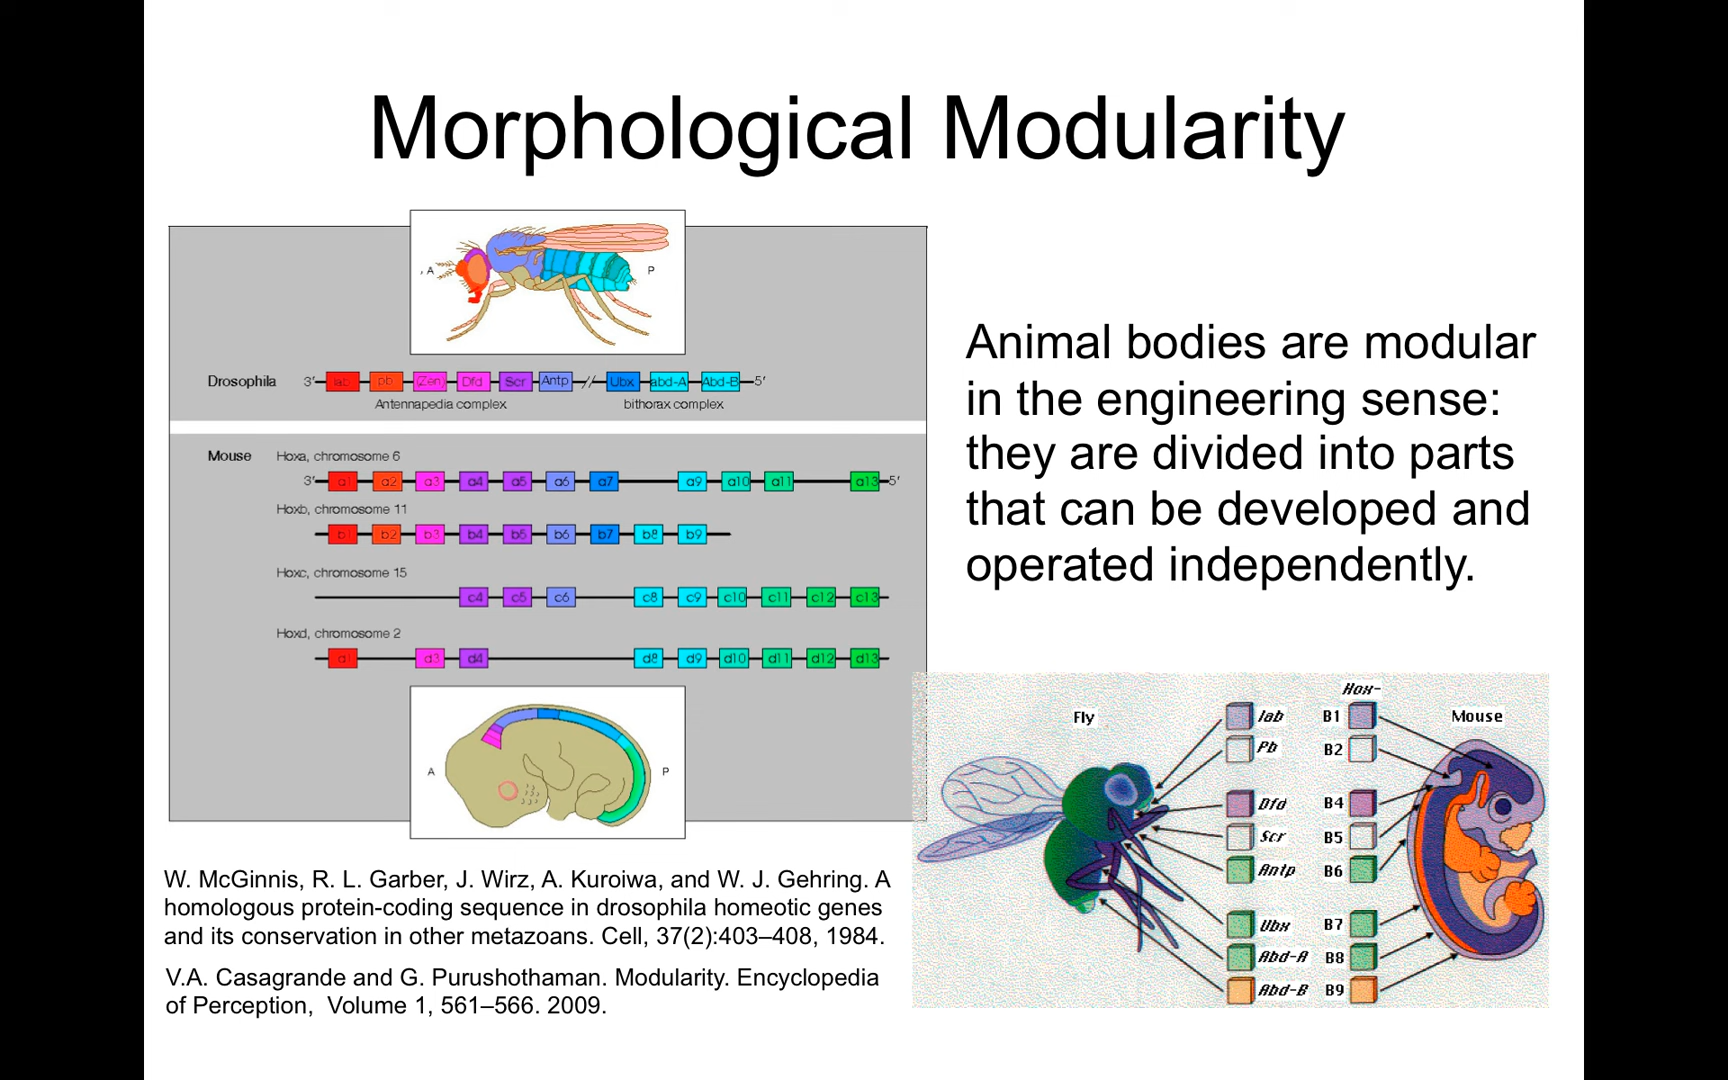 Morphological Modularity
A
P
Drosophila 3′ lab pb (Zen) Dfd Scr Antp // Ubx abd-A Abd-B 5′
Antennapedia complex bithorax complex
Mouse Hoxa, chromosome 6
3′ a1 a2 a3 a4 a5 a6 a7 a9 a10 a11 a13 5′
Hoxb, chromosome 11
b1 b2 b3 b4 b5 b6 b7 b8 b9
Hoxc, chromosome 15
c4 c5 c6 c8 c9 c10 c11 c12 c13
Hoxd, chromosome 2
d1 d3 d4 d8 d9 d10 d11 d12 d13
A
P
Animal bodies are modular
in the engineering sense:
they are divided into parts
that can be developed and
operated independently.
Hox-
Fly lab B1 Mouse
Pb B2
Dfd B4
Scr B5
Antp B6
Ubx B7
Abd-A B8
Abd-B B9
W. McGinnis, R. L. Garber, J. Wirz, A. Kuroiwa, and W. J. Gehring. A
homologous protein-coding sequence in drosophila homeotic genes
and its conservation in other metazoans. Cell, 37(2):403–408, 1984.
V.A. Casagrande and G. Purushothaman. Modularity. Encyclopedia
of Perception, Volume 1, 561–566. 2009.